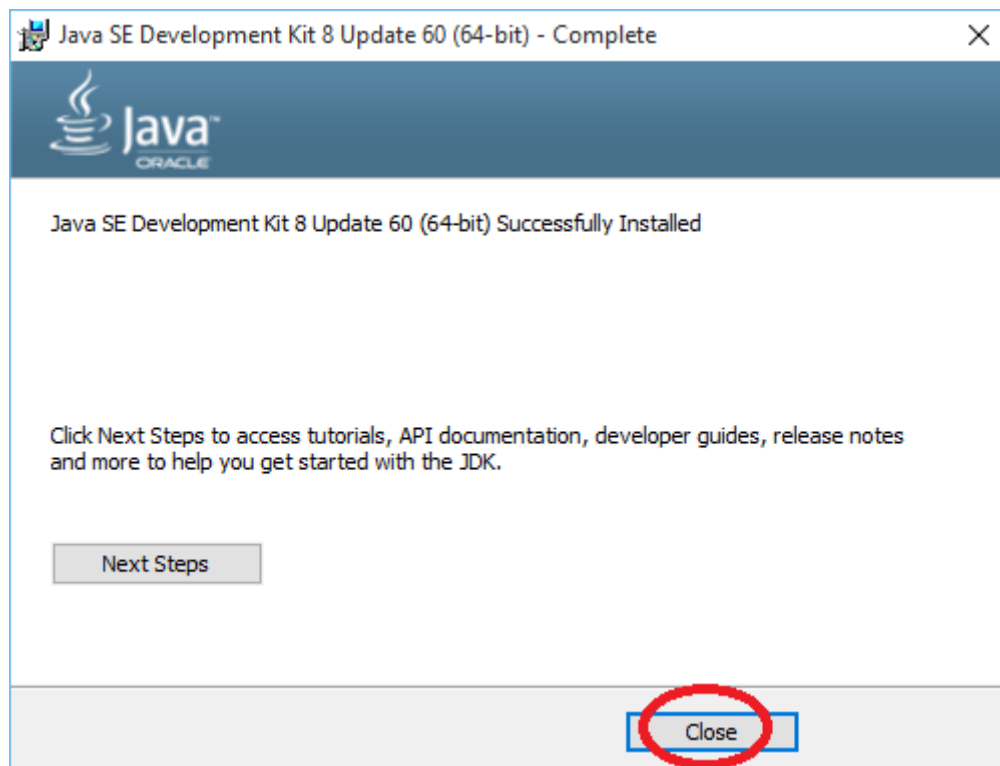 Java SE Development Kit 8 Update 60 (64-bit) - Complete
Java™
ORACLE
Java SE Development Kit 8 Update 60 (64-bit) Successfully Installed
Click Next Steps to access tutorials, API documentation, developer guides, release notes
and more to help you get started with the JDK.
Next Steps
Close